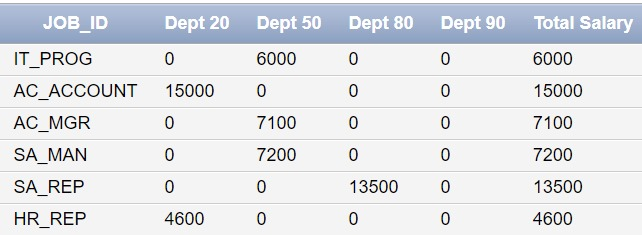 JOB_ID Dept 20 Dept 50 Dept 80 Dept 90 Total Salary
IT_PROG 0 6000 0 0 6000
AC_ACCOUNT 15000 0 0 0 15000
AC_MGR 0 7100 0 0 7100
SA_MAN 0 7200 0 0 7200
SA_REP 0 0 13500 0 13500
HR_REP 4600 0 0 0 4600